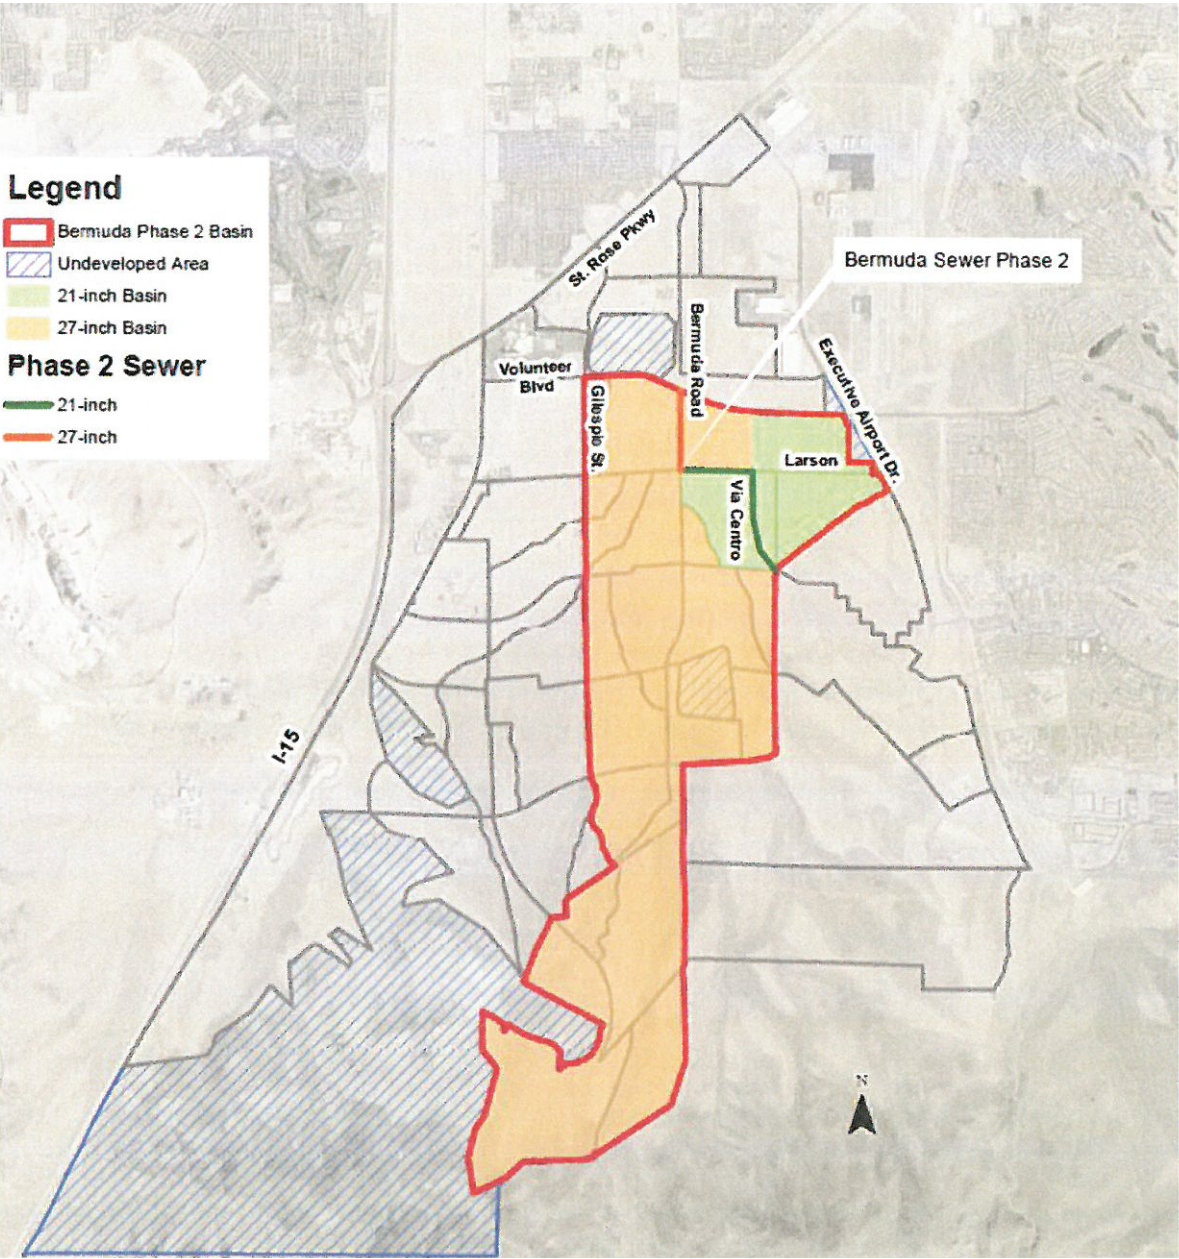 Legend
Bermuda Phase 2 Basin
Undeveloped Area
21-inch Basin
27-inch Basin
Phase 2 Sewer
21-inch
27-inch
St. Rose Pkwy
Bermuda Sewer Phase 2
Bermuda Road
Executive Airport Dr.
Volunteer
Blvd
Gilespie St.
Larson
Via Centro
I-15
N